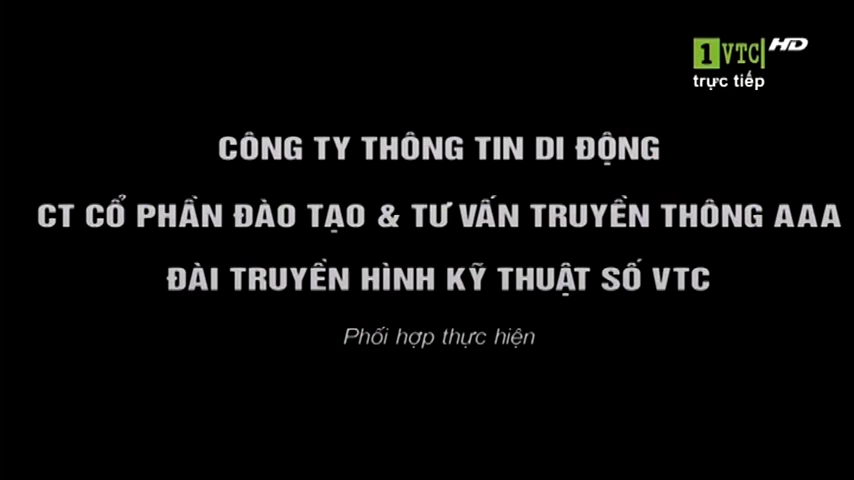 1VTC HD
trực tiếp
CÔNG TY THÔNG TIN DI ĐỘNG
CT CỔ PHẦN ĐÀO TẠO & TƯ VẤN TRUYỀN THÔNG AAA
ĐÀI TRUYỀN HÌNH KỸ THUẬT SỐ VTC
Phối hợp thực hiện